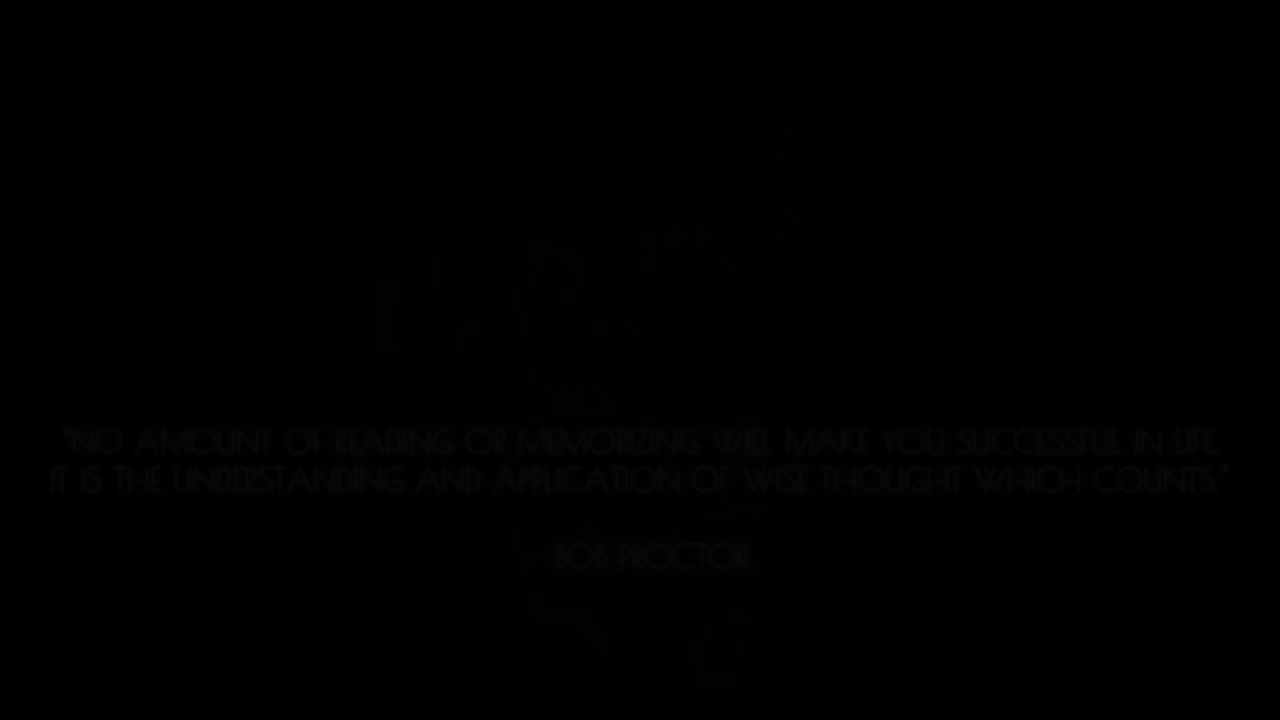 "NO AMOUNT OF READING OR MEMORIZING WILL MAKE YOU SUCCESSFUL IN LIFE.
IT IS THE UNDERSTANDING AND APPLICATION OF WISE THOUGHT WHICH COUNTS."
- BOB PROCTOR